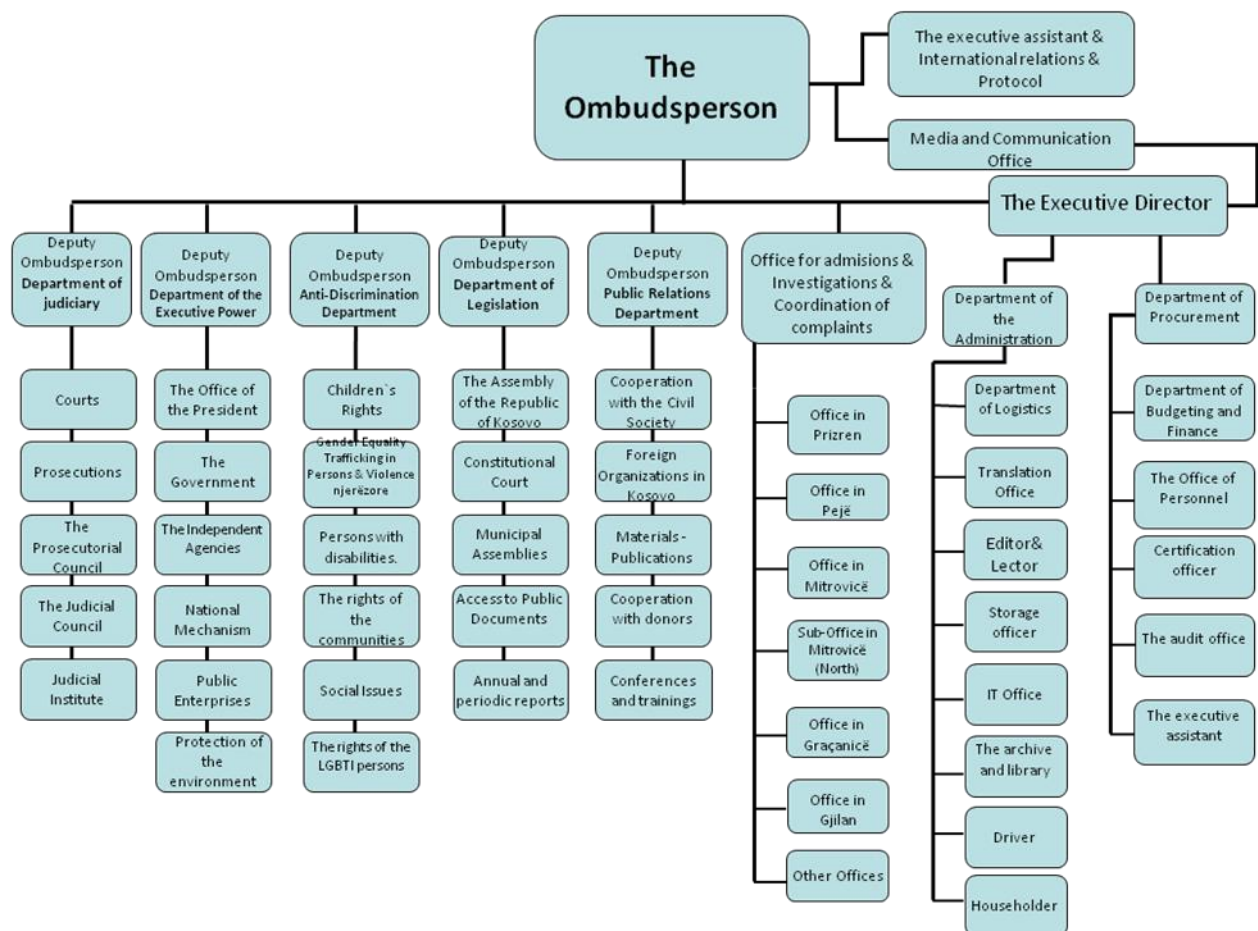 The
Ombudsperson
The executive assistant &
International relations &
Protocol
Media and Communication
Office
The Executive Director
Deputy
Ombudsperson
Department of
judiciary
Courts
Prosecutions
The
Prosecutorial
Council
The Judicial
Council
Judicial
Institute
Deputy
Ombudsperson
Department of the
Executive Power
The Office of
the President
The
Government
The Independent
Agencies
National
Mechanism
Public
Enterprises
Protection of
the
environment
Deputy
Ombudsperson
Anti-Discrimination
Department
Children`s
Rights
Gender Equality
Trafficking in
Persons & Violence
njerëzore
Persons with
disabilities.
The rights of
the
communities
Social Issues
The rights of the
LGBTI persons
Deputy
Ombudsperson
Department of
Legislation
The Assembly
of the Republic
of Kosovo
Constitutional
Court
Municipal
Assemblies
Access to Public
Documents
Annual and
periodic reports
Deputy
Ombudsperson
Public Relations
Department
Cooperation
with the Civil
Society
Foreign
Organizations in
Kosovo
Materials -
Publications
Cooperation
with donors
Conferences
and trainings
Office for admisions &
Investigations &
Coordination of
complaints
Office in
Prizren
Office in
Pejë
Office in
Mitrovicë
Sub-Office in
Mitrovicë
(North)
Office in
Graçanicë
Office in
Gjilan
Other Offices
Department of
the
Administration
Department
of Logistics
Translation
Office
Editor&
Lector
Storage
officer
IT Office
The archive
and library
Driver
Householder
Department of
Procurement
Department of
Budgeting and
Finance
The Office of
Personnel
Certification
officer
The audit office
The executive
assistant